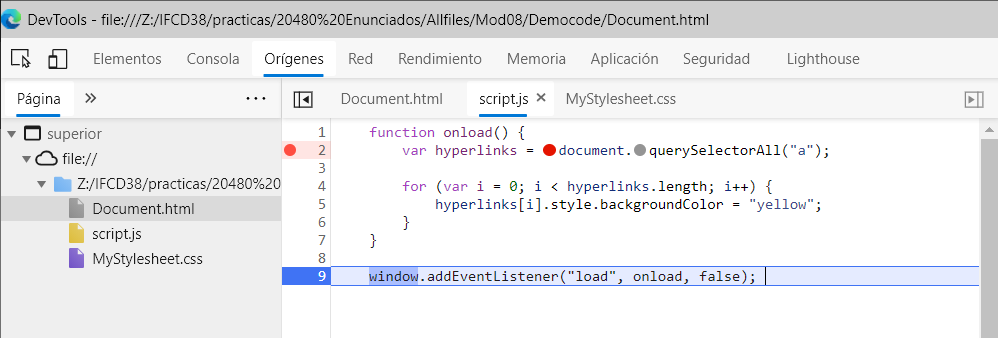 DevTools - file:///Z:/IFCD38/practicas/20480%20Enunciados/Allfiles/Mod08/Democode/Document.html
Elementos Consola Orígenes Red Rendimiento Memoria Aplicación Seguridad Lighthouse
Página » ··· Document.html script.js × MyStylesheet.css
superior
file://
Z:/IFCD38/practicas/20480%20
Document.html
script.js
MyStylesheet.css
1 function onload() {
2 var hyperlinks = document.querySelectorAll("a");
3
4 for (var i = 0; i < hyperlinks.length; i++) {
5 hyperlinks[i].style.backgroundColor = "yellow";
6 }
7 }
8
9 window.addEventListener("load", onload, false);